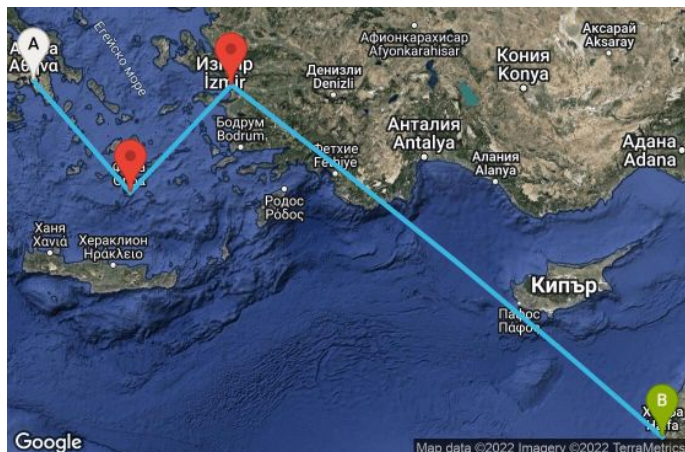 A
Αθήνα
Егейско море
Измир
İzmir
Афионкарахисар
Afyonkarahisar
Аксарай
Aksaray
Кония
Konya
Денизли
Denizli
Бодрум
Bodrum
Фетхие
Fethiye
Анталия
Antalya
Алания
Alanya
Адана
Adana
Родос
Ρόδος
Ханя
Χανιά
Хераклион
Ηράκλειο
Кипър
Пафос
Πάφος
B
Haifa
Google
Map data ©2022 Imagery ©2022 TerraMetrics